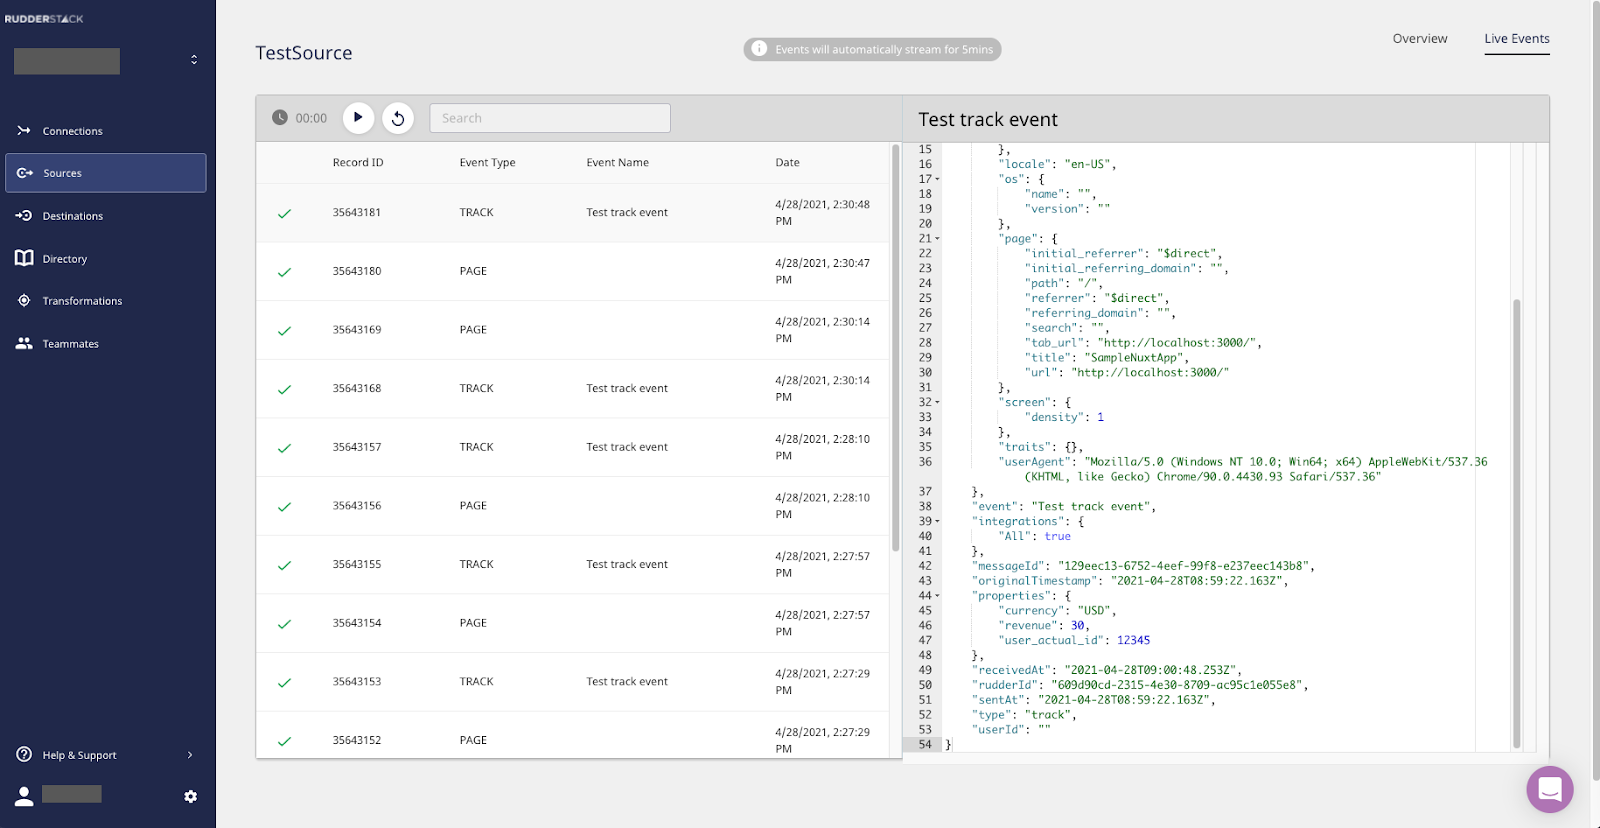 RUDDERSTACK
Connections
Sources
Destinations
Directory
Transformations
Teammates
Help & Support
TestSource
Events will automatically stream for 5mins
Overview
Live Events
00:00
Search
Record ID Event Type Event Name Date
35643181 TRACK Test track event 4/28/2021, 2:30:48 PM
35643180 PAGE 4/28/2021, 2:30:47 PM
35643169 PAGE 4/28/2021, 2:30:14 PM
35643168 TRACK Test track event 4/28/2021, 2:30:14 PM
35643157 TRACK Test track event 4/28/2021, 2:28:10 PM
35643156 PAGE 4/28/2021, 2:28:10 PM
35643155 TRACK Test track event 4/28/2021, 2:27:57 PM
35643154 PAGE 4/28/2021, 2:27:57 PM
35643153 TRACK Test track event 4/28/2021, 2:27:29 PM
35643152 PAGE 4/28/2021, 2:27:29 PM
Test track event
15 },
16 "locale": "en-US",
17 "os": {
18 "name": "",
19 "version": ""
20 },
21 "page": {
22 "initial_referrer": "$direct",
23 "initial_referring_domain": "",
24 "path": "/",
25 "referrer": "$direct",
26 "referring_domain": "",
27 "search": "",
28 "tab_url": "http://localhost:3000/",
29 "title": "SampleNuxtApp",
30 "url": "http://localhost:3000/"
31 },
32 "screen": {
33 "density": 1
34 },
35 "traits": {},
36 "userAgent": "Mozilla/5.0 (Windows NT 10.0; Win64; x64) AppleWebKit/537.36
(KHTML, like Gecko) Chrome/90.0.4430.93 Safari/537.36"
37 },
38 "event": "Test track event",
39 "integrations": {
40 "All": true
41 },
42 "messageId": "129eec13-6752-4eef-99f8-e237eec143b8",
43 "originalTimestamp": "2021-04-28T08:59:22.163Z",
44 "properties": {
45 "currency": "USD",
46 "revenue": 30,
47 "user_actual_id": 12345
48 },
49 "receivedAt": "2021-04-28T09:00:48.253Z",
50 "rudderId": "609d90cd-2315-4e30-8709-ac95c1e055e8",
51 "sentAt": "2021-04-28T08:59:22.163Z",
52 "type": "track",
53 "userId": ""
54 }